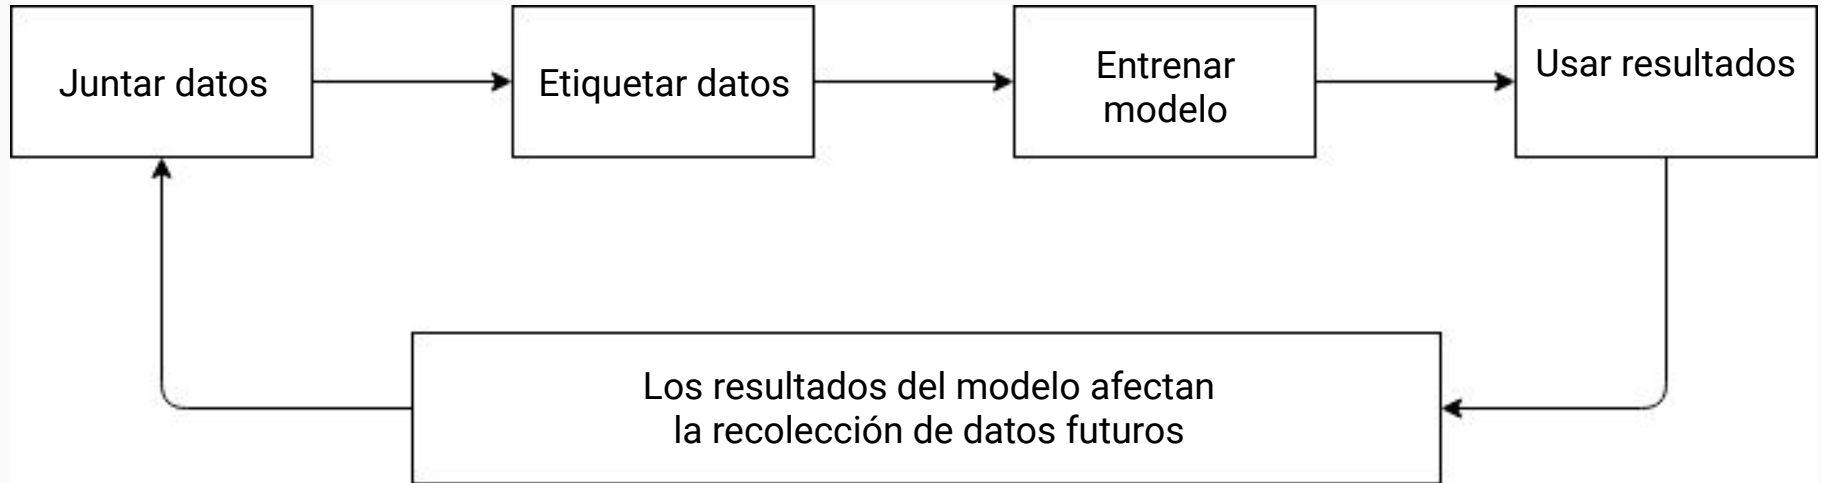 Juntar datos
Etiquetar datos
Entrenar
modelo
Usar resultados
Los resultados del modelo afectan
la recolección de datos futuros